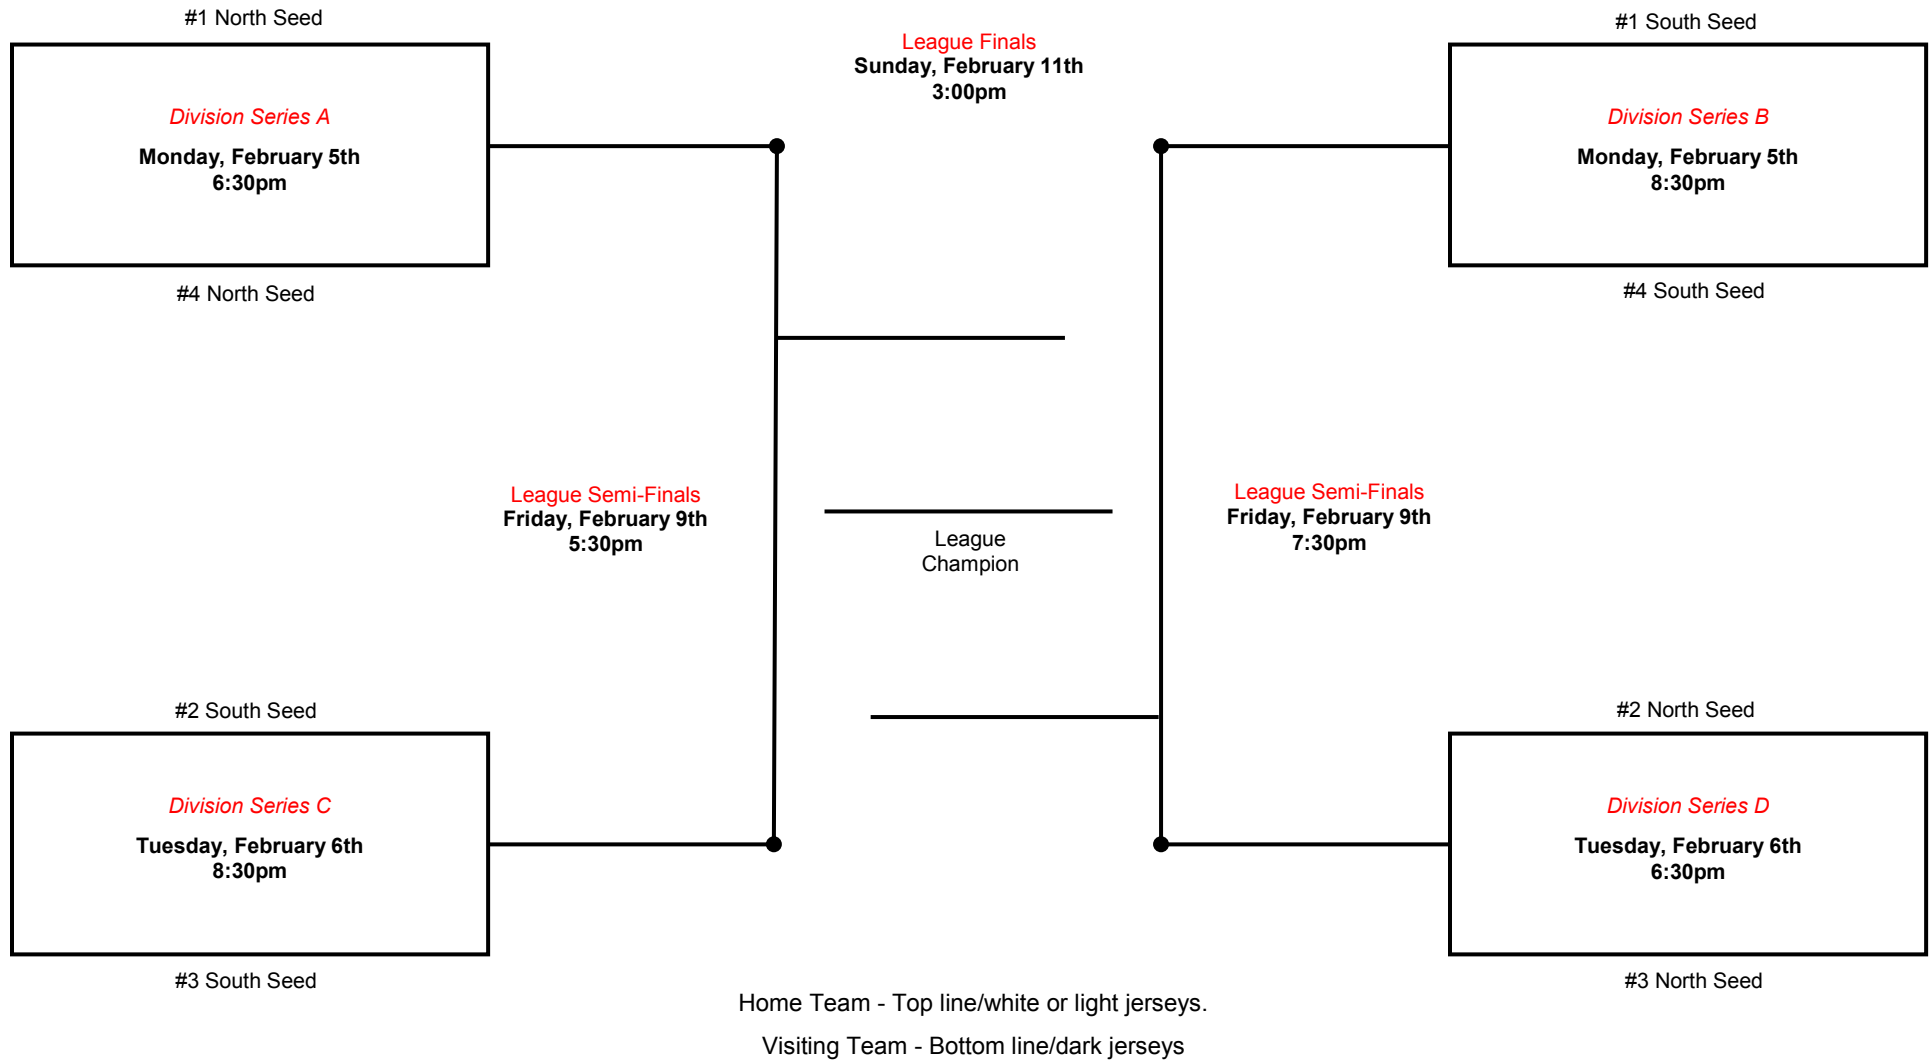 #1 North Seed
Division Series A
Monday, February 5th
6:30pm
#4 North Seed
League Finals
Sunday, February 11th
3:00pm
#1 South Seed
Division Series B
Monday, February 5th
8:30pm
#4 South Seed
League Semi-Finals
Friday, February 9th
5:30pm
League
Champion
League Semi-Finals
Friday, February 9th
7:30pm
#2 South Seed
Division Series C
Tuesday, February 6th
8:30pm
#3 South Seed
#2 North Seed
Division Series D
Tuesday, February 6th
6:30pm
#3 North Seed
Home Team - Top line/white or light jerseys.
Visiting Team - Bottom line/dark jerseys